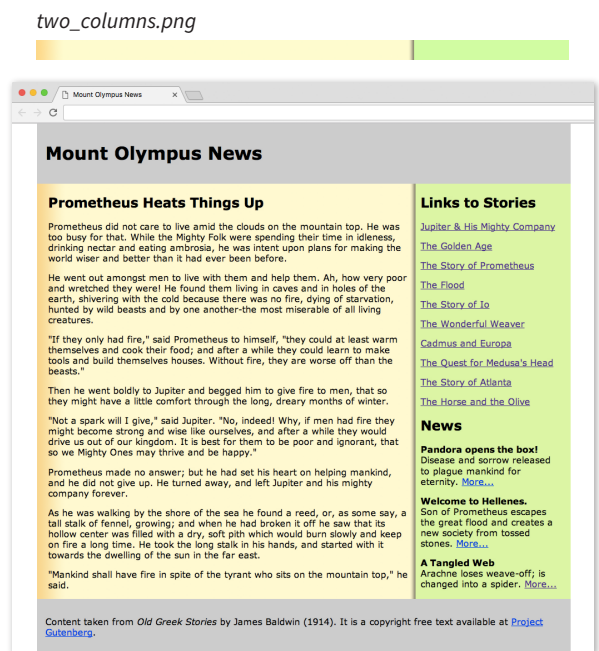 two_columns.png
Mount Olympus News
Mount Olympus News
Prometheus Heats Things Up
Prometheus did not care to live amid the clouds on the mountain top. He was
too busy for that. While the Mighty Folk were spending their time in idleness,
drinking nectar and eating ambrosia, he was intent upon plans for making the
world wiser and better than it had ever been before.
He went out amongst men to live with them and help them. Ah, how very poor
and wretched they were! He found them living in caves and in holes of the
earth, shivering with the cold because there was no fire, dying of starvation,
hunted by wild beasts and by one another-the most miserable of all living
creatures.
"If they only had fire," said Prometheus to himself, "they could at least warm
themselves and cook their food; and after a while they could learn to make
tools and build themselves houses. Without fire, they are worse off than the
beasts."
Then he went boldly to Jupiter and begged him to give fire to men, that so
they might have a little comfort through the long, dreary months of winter.
"Not a spark will I give," said Jupiter. "No, indeed! Why, if men had fire they
might become strong and wise like ourselves, and after a while they would
drive us out of our kingdom. It is best for them to be poor and ignorant, that
so we Mighty Ones may thrive and be happy."
Prometheus made no answer; but he had set his heart on helping mankind,
and he did not give up. He turned away, and left Jupiter and his mighty
company forever.
As he was walking by the shore of the sea he found a reed, or, as some say, a
tall stalk of fennel, growing; and when he had broken it off he saw that its
hollow center was filled with a dry, soft pith which would burn slowly and keep
on fire a long time. He took the long stalk in his hands, and started with it
towards the dwelling of the sun in the far east.
"Mankind shall have fire in spite of the tyrant who sits on the mountain top," he
said.
Links to Stories
Jupiter & His Mighty Company
The Golden Age
The Story of Prometheus
The Flood
The Story of Io
The Wonderful Weaver
Cadmus and Europa
The Quest for Medusa's Head
The Story of Atlanta
The Horse and the Olive
News
Pandora opens the box!
Disease and sorrow released
to plague mankind for
eternity. More...
Welcome to Hellenes.
Son of Prometheus escapes
the great flood and creates a
new society from tossed
stones. More...
A Tangled Web
Arachne loses weave-off; is
changed into a spider. More...
Content taken from Old Greek Stories by James Baldwin (1914). It is a copyright free text available at Project
Gutenberg.